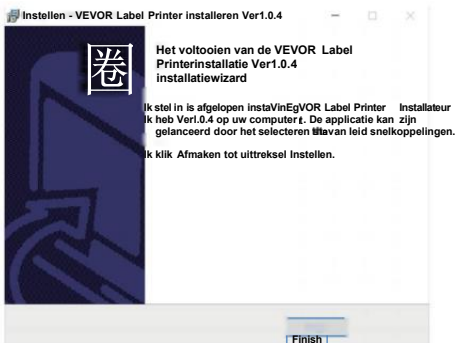 Instellen - VEVOR Label Printer installeren Ver1.0.4
圈
Het voltooien van de VEVOR Label
Printerinstallatie Ver1.0.4
installatiewizard
Ik stel in is afgelopen instaVinEgVOR Label Printer Installateur
Ik heb Verl.0.4 op uw computer. De applicatie kan zijn
gelanceerd door het selecteren van leid snelkoppelingen.
Ik klik Afmaken tot uittreksel Instellen.
Finish